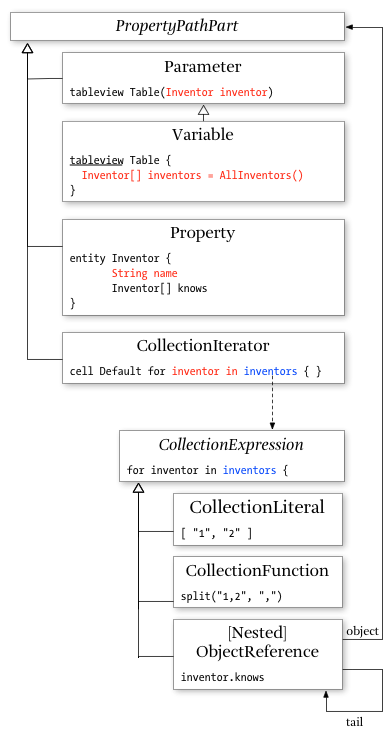 PropertyPathPart
Parameter
tableview Table(Inventor inventor)
Variable
tableview Table {
Inventor[] inventors = AllInventors()
}
Property
entity Inventor {
String name
Inventor[] knows
}
CollectionIterator
cell Default for inventor in inventors { }
CollectionExpression
for inventor in inventors {
CollectionLiteral
[ "1", "2" ]
CollectionFunction
split("1,2", ",")
[Nested]
ObjectReference
inventor.knows
object
tail